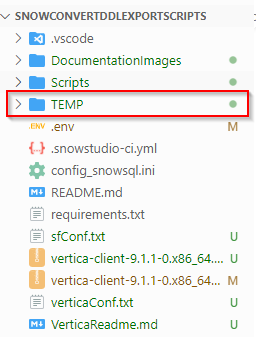 SNOWCONVERTDDLEXPORTSCRIPTS
.vscode
DocumentationImages
Scripts
TEMP
.env M
.snowstudio-ci.yml
config_snowsql.ini
README.md
requirements.txt
sfConf.txt U
vertica-client-9.1.1-0.x86_64.... U
vertica-client-9.1.1-0.x86_64.... M
verticaConf.txt U
VerticaReadme.md U